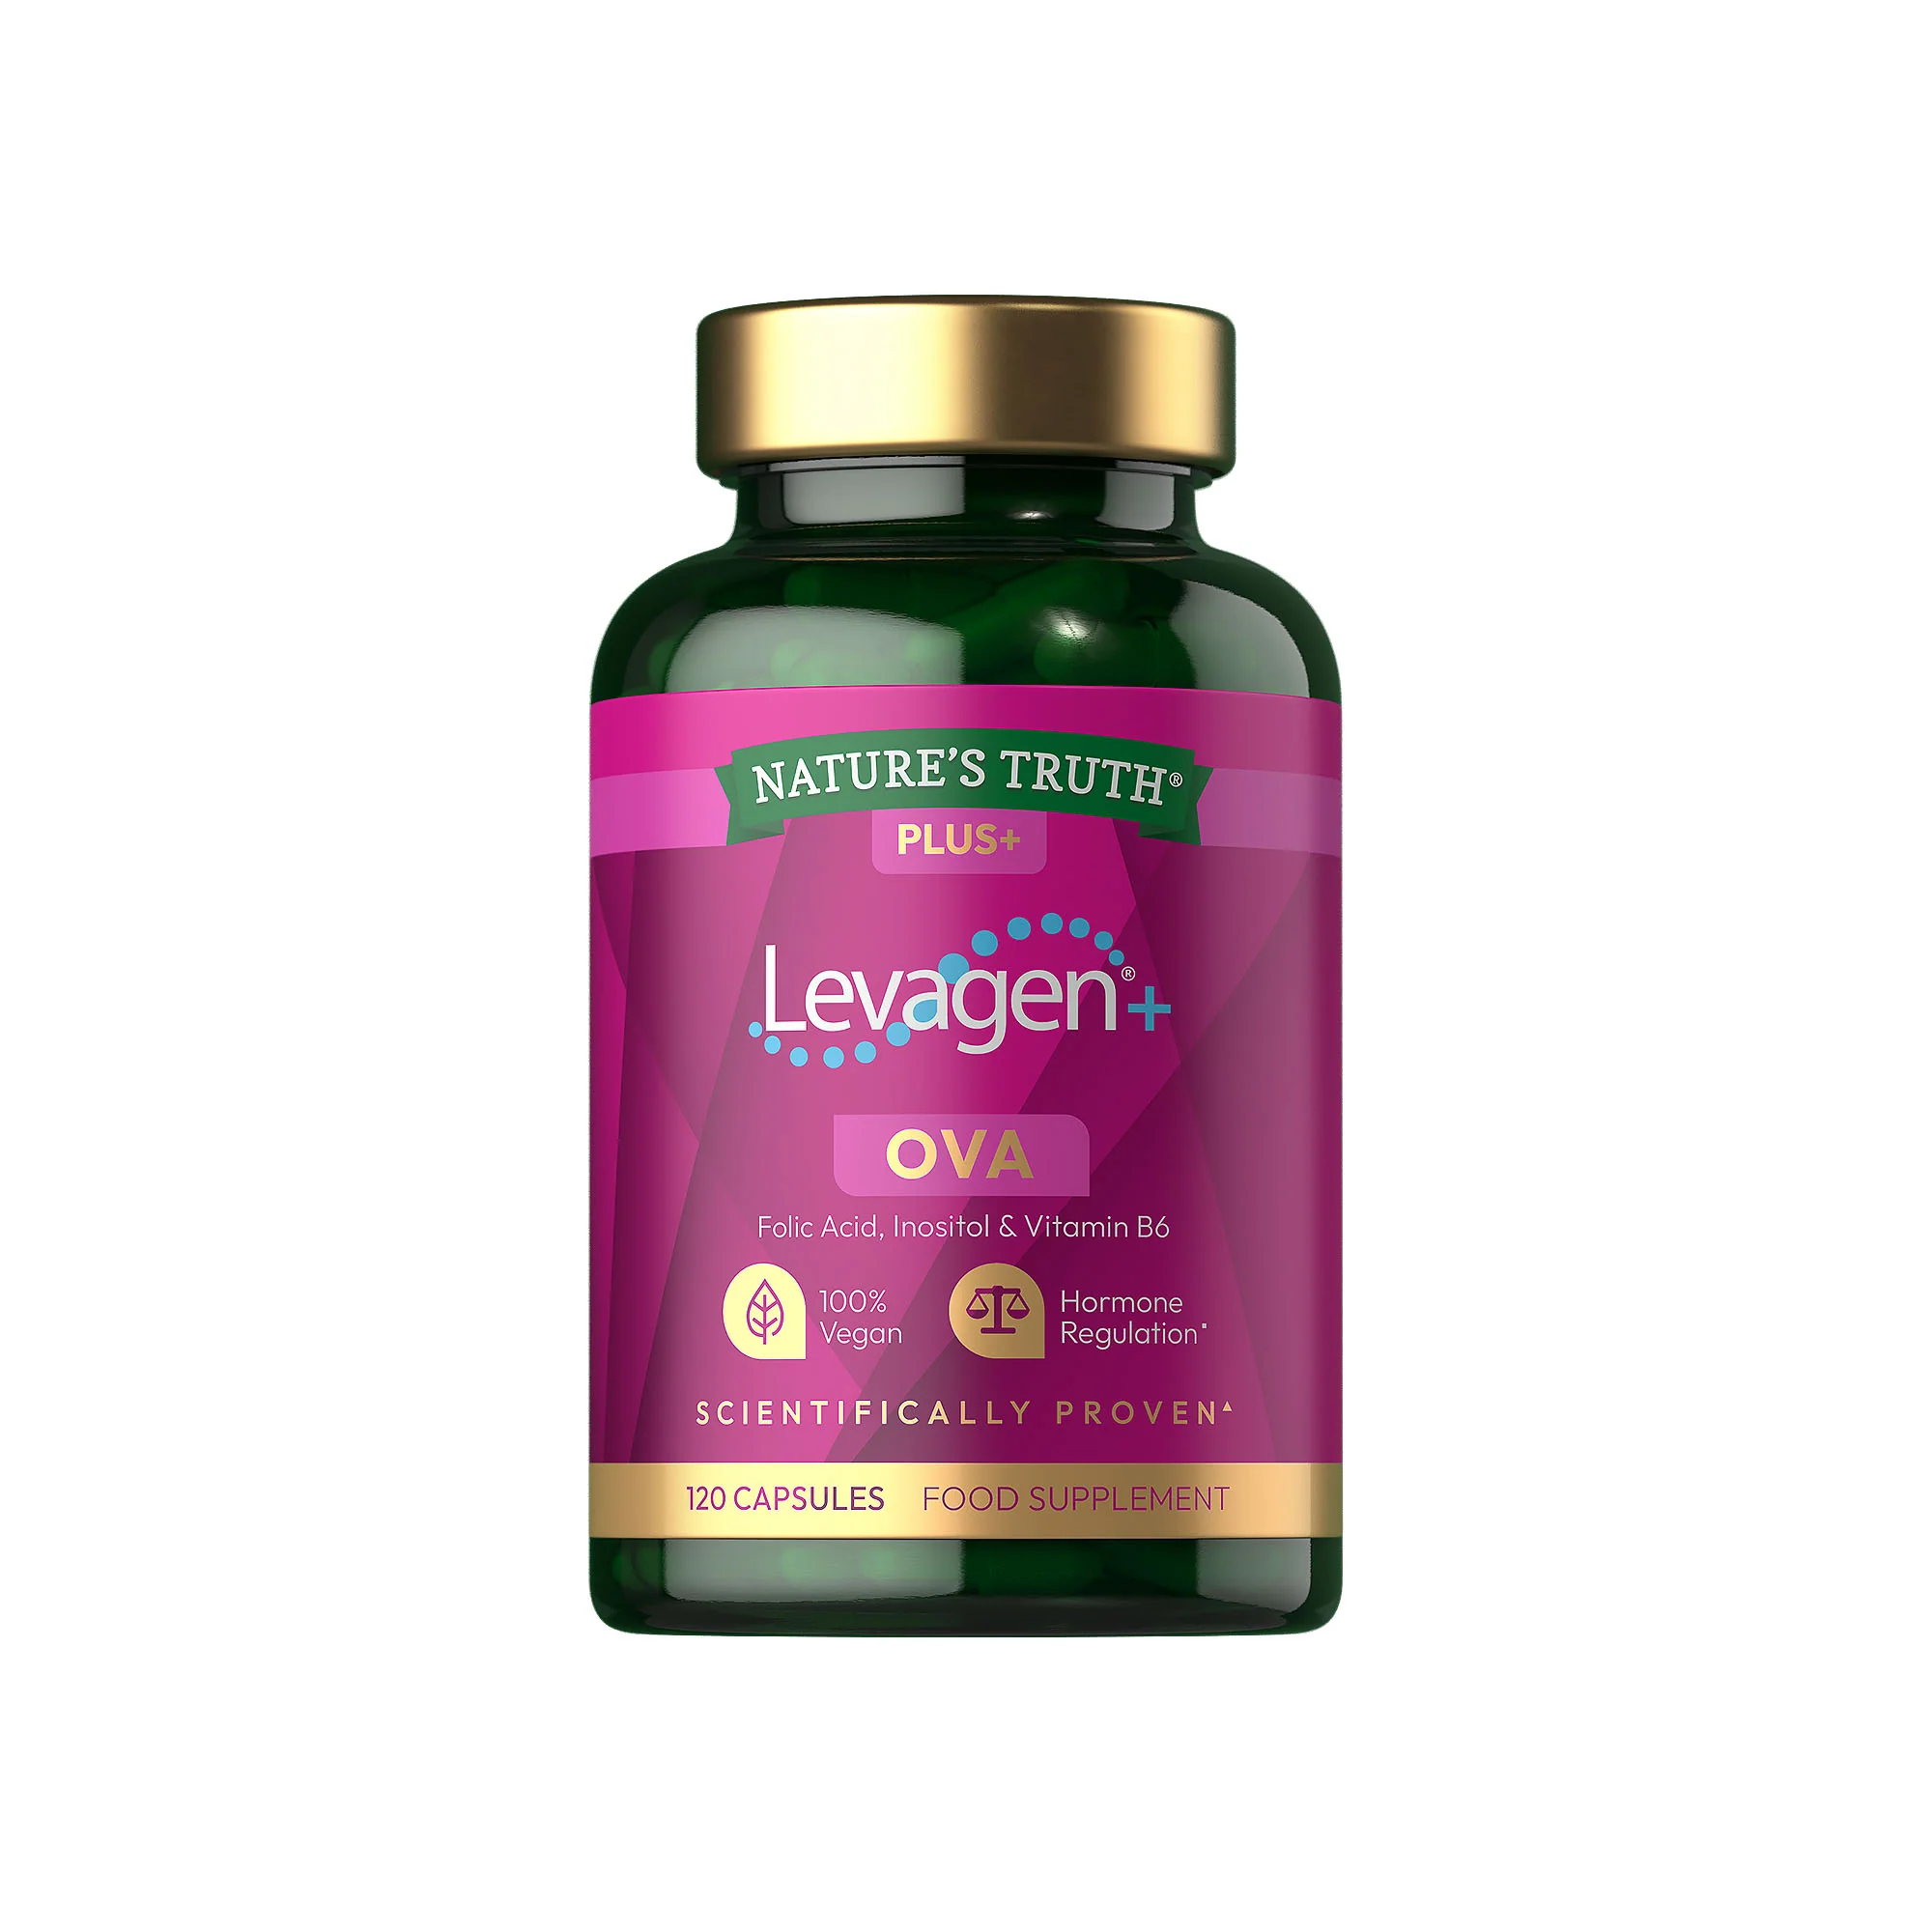 NATURE'S TRUTH®
PLUS+
Levagen®+
OVA
Folic Acid, Inositol & Vitamin B6
100%
Vegan
Hormone
Regulation▪
SCIENTIFICALLY PROVEN▲
120 CAPSULES FOOD SUPPLEMENT